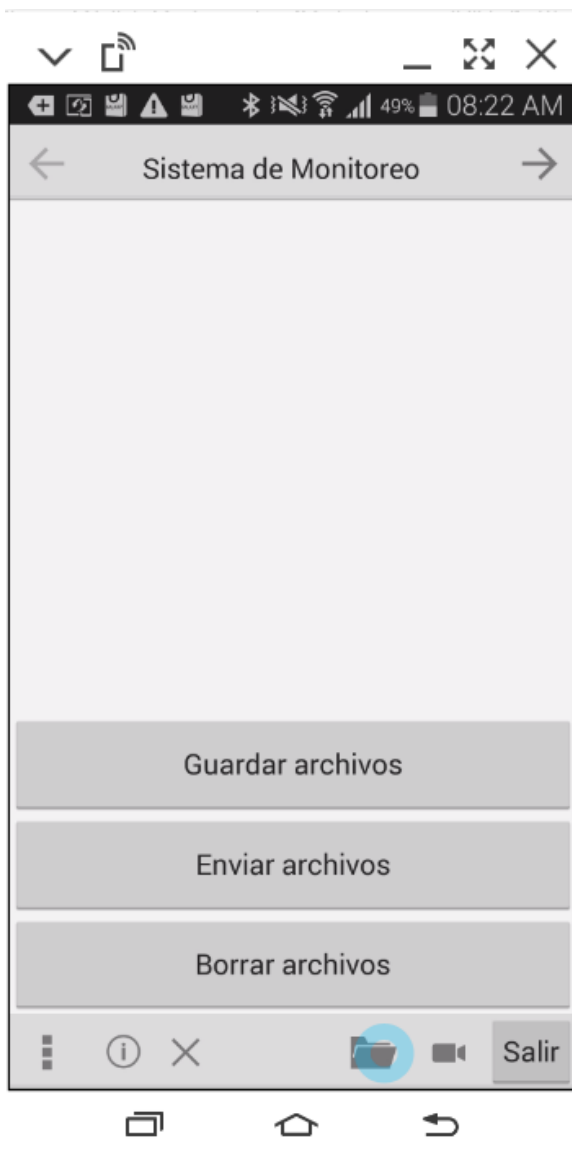 49% 08:22 AM
Sistema de Monitoreo
Guardar archivos
Enviar archivos
Borrar archivos
Salir